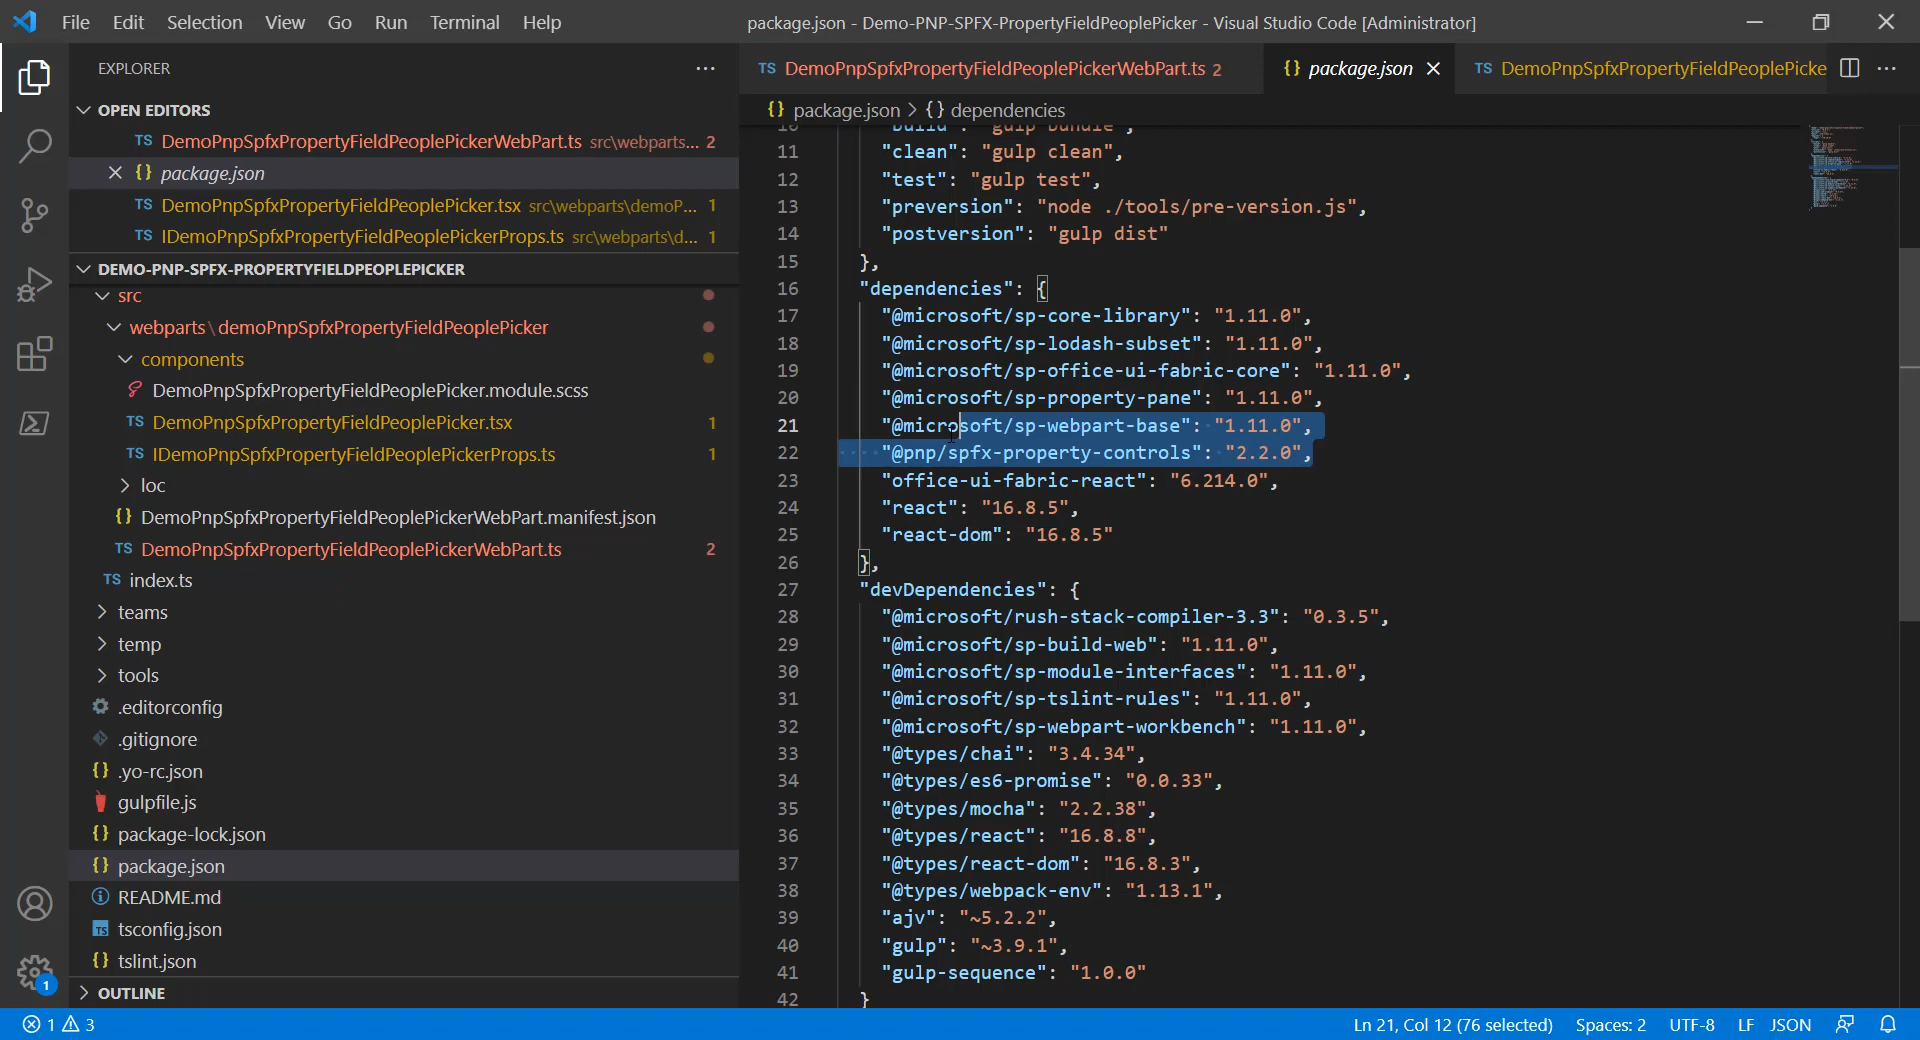 File Edit Selection View Go Run Terminal Help
package.json - Demo-PNP-SPFX-PropertyFieldPeoplePicker - Visual Studio Code [Administrator]
EXPLORER
OPEN EDITORS
TS DemoPnpSpfxPropertyFieldPeoplePickerWebPart.ts src\webparts... 2
{} package.json
TS DemoPnpSpfxPropertyFieldPeoplePicker.tsx src\webparts\demoP... 1
TS IDemoPnpSpfxPropertyFieldPeoplePickerProps.ts src\webparts\d... 1
DEMO-PNP-SPFX-PROPERTYFIELDPEOPLEPICKER
src
webparts\demoPnpSpfxPropertyFieldPeoplePicker
components
DemoPnpSpfxPropertyFieldPeoplePicker.module.scss
TS DemoPnpSpfxPropertyFieldPeoplePicker.tsx 1
TS IDemoPnpSpfxPropertyFieldPeoplePickerProps.ts 1
loc
{} DemoPnpSpfxPropertyFieldPeoplePickerWebPart.manifest.json
TS DemoPnpSpfxPropertyFieldPeoplePickerWebPart.ts 2
TS index.ts
teams
temp
tools
.editorconfig
.gitignore
{} .yo-rc.json
gulpfile.js
{} package-lock.json
{} package.json
README.md
TS tsconfig.json
{} tslint.json
OUTLINE
TS DemoPnpSpfxPropertyFieldPeoplePickerWebPart.ts 2
{} package.json
TS DemoPnpSpfxPropertyFieldPeoplePicke
{} package.json > {} dependencies
10 "build": "gulp bundle",
11 "clean": "gulp clean",
12 "test": "gulp test",
13 "preversion": "node ./tools/pre-version.js",
14 "postversion": "gulp dist"
15 },
16 "dependencies": {
17 "@microsoft/sp-core-library": "1.11.0",
18 "@microsoft/sp-lodash-subset": "1.11.0",
19 "@microsoft/sp-office-ui-fabric-core": "1.11.0",
20 "@microsoft/sp-property-pane": "1.11.0",
21 "@microsoft/sp-webpart-base": "1.11.0",
22 "@pnp/spfx-property-controls": "2.2.0",
23 "office-ui-fabric-react": "6.214.0",
24 "react": "16.8.5",
25 "react-dom": "16.8.5"
26 },
27 "devDependencies": {
28 "@microsoft/rush-stack-compiler-3.3": "0.3.5",
29 "@microsoft/sp-build-web": "1.11.0",
30 "@microsoft/sp-module-interfaces": "1.11.0",
31 "@microsoft/sp-tslint-rules": "1.11.0",
32 "@microsoft/sp-webpart-workbench": "1.11.0",
33 "@types/chai": "3.4.34",
34 "@types/es6-promise": "0.0.33",
35 "@types/mocha": "2.2.38",
36 "@types/react": "16.8.8",
37 "@types/react-dom": "16.8.3",
38 "@types/webpack-env": "1.13.1",
39 "ajv": "~5.2.2",
40 "gulp": "~3.9.1",
41 "gulp-sequence": "1.0.0"
42 }
1
1 3
Ln 21, Col 12 (76 selected) Spaces: 2 UTF-8 LF JSON